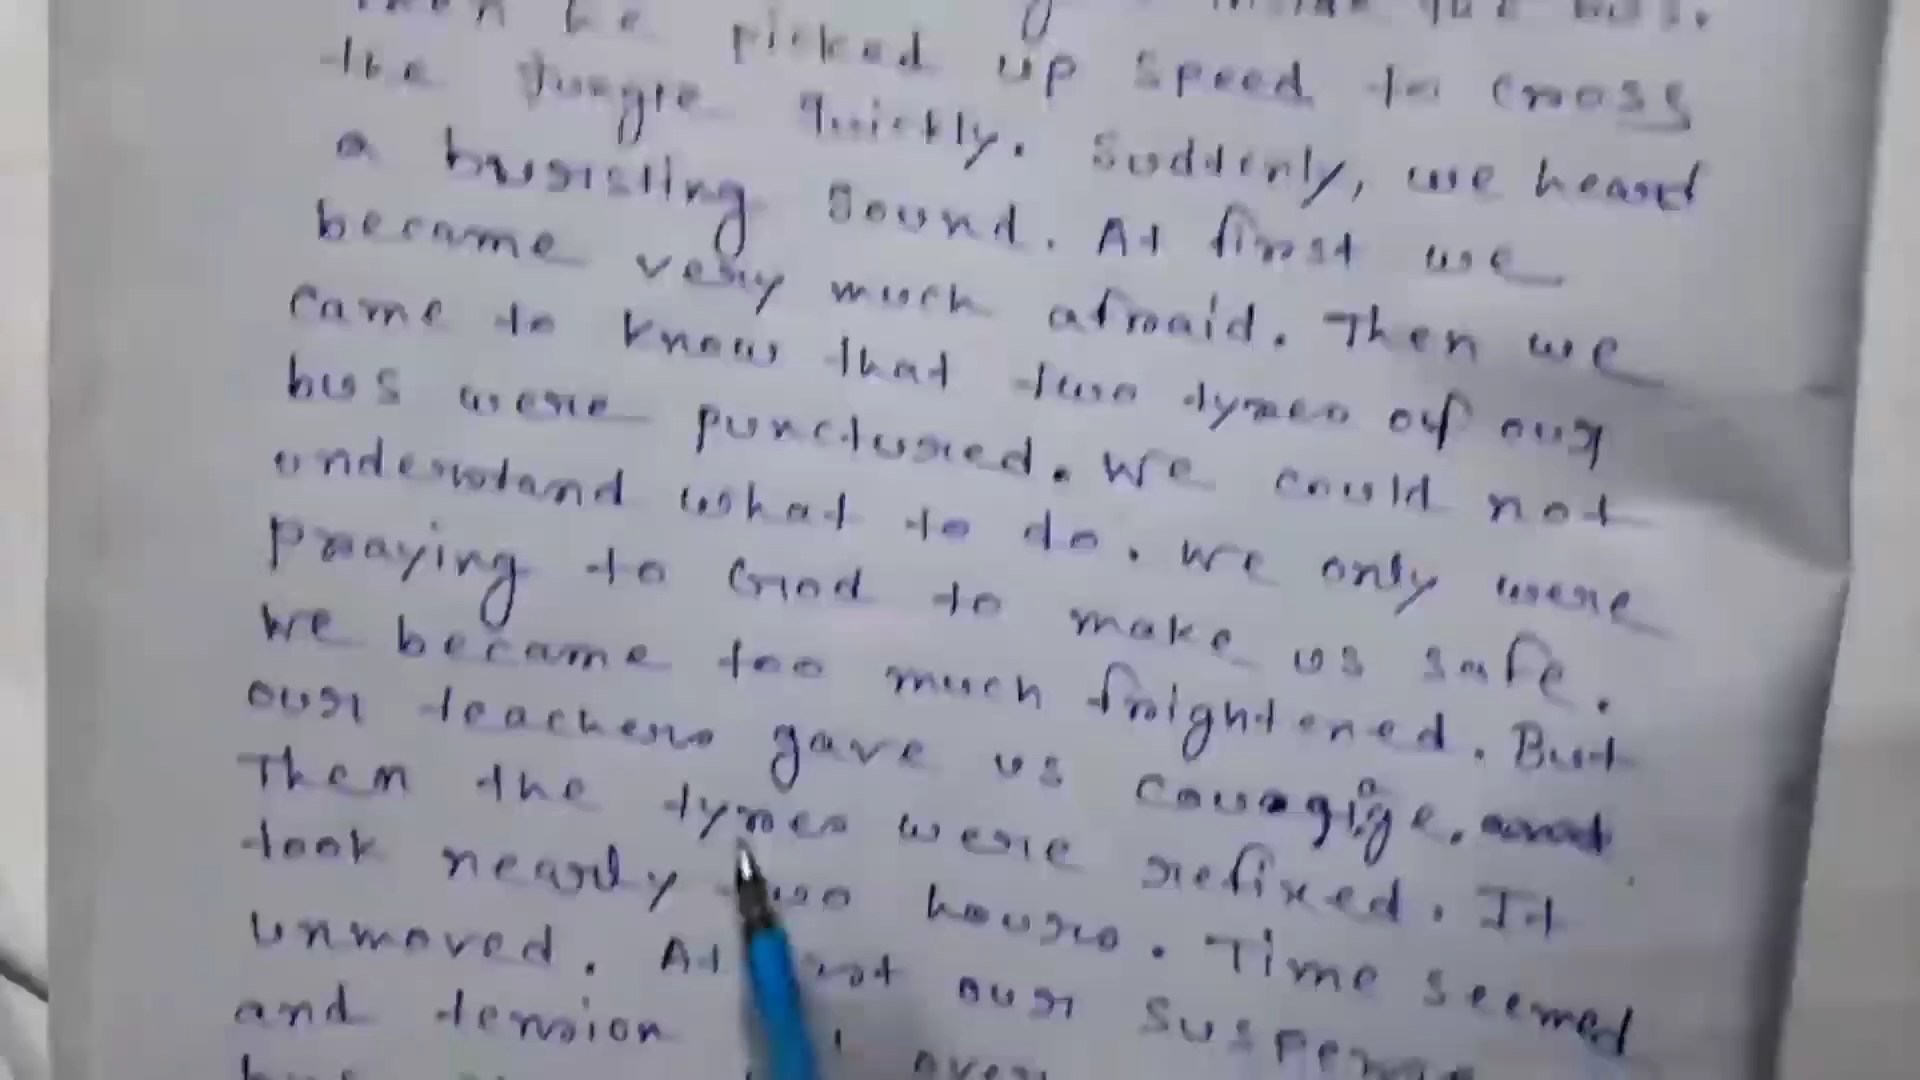 then he picked up speed to cross
the jungle quickly. Suddenly, we heard
a bursting sound. At first we
became very much afraid. Then we
came to know that two tyres of our
bus were punctured. We could not
understand what to do. We only were
praying to God to make us safe.
We became too much frightened. But
our teachers gave us courage. and
Then the tyres were refixed. It
took nearly two hours. Time seemed
unmoved. At last our suspense
and tension over